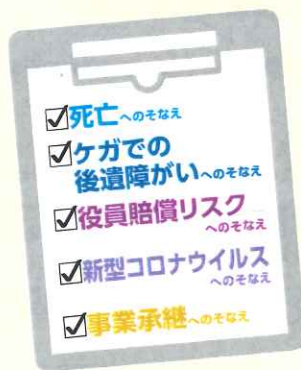 死亡へのそなえ
ケガでの
後遺障がいへのそなえ
役員賠償リスク
へのそなえ
新型コロナウイルス
へのそなえ
事業承継へのそなえ